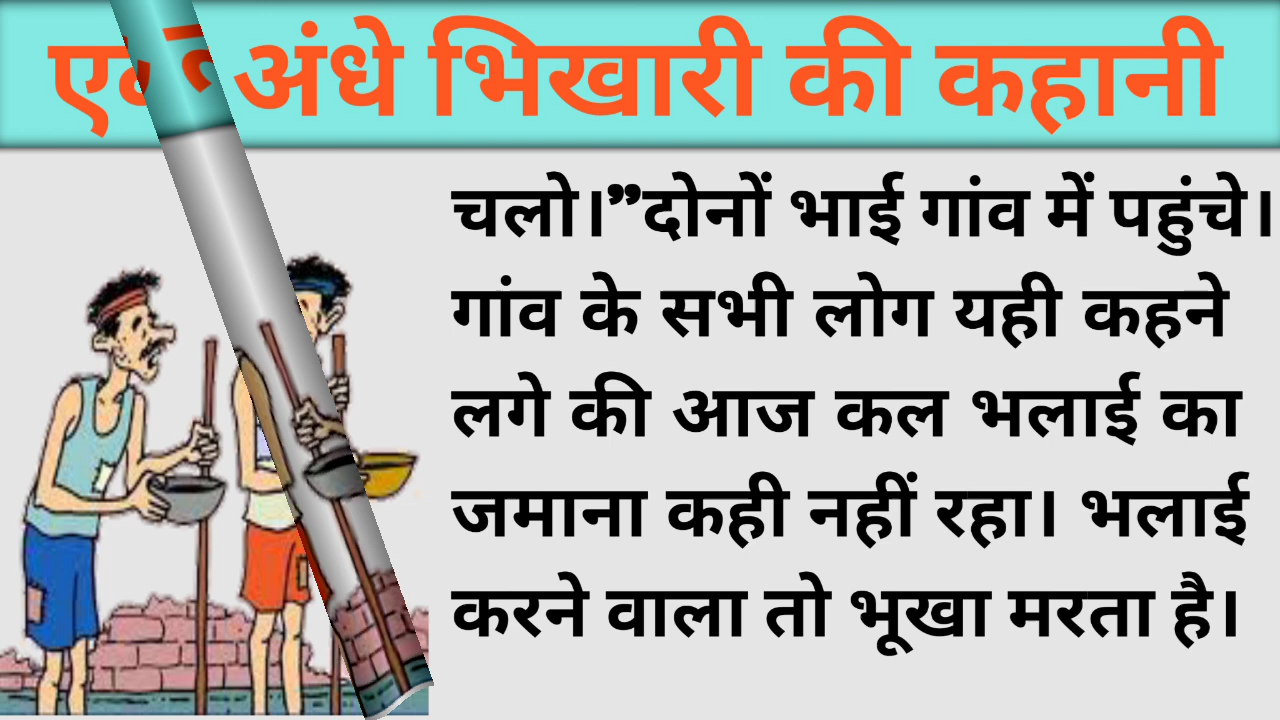 अंधे भिखारी की कहानी
चलो।”दोनों भाई गांव में पहुंचे।
गांव के सभी लोग यही कहने
लगे की आज कल भलाई का
जमाना कही नहीं रहा। भलाई
करने वाला तो भूखा मरता है।